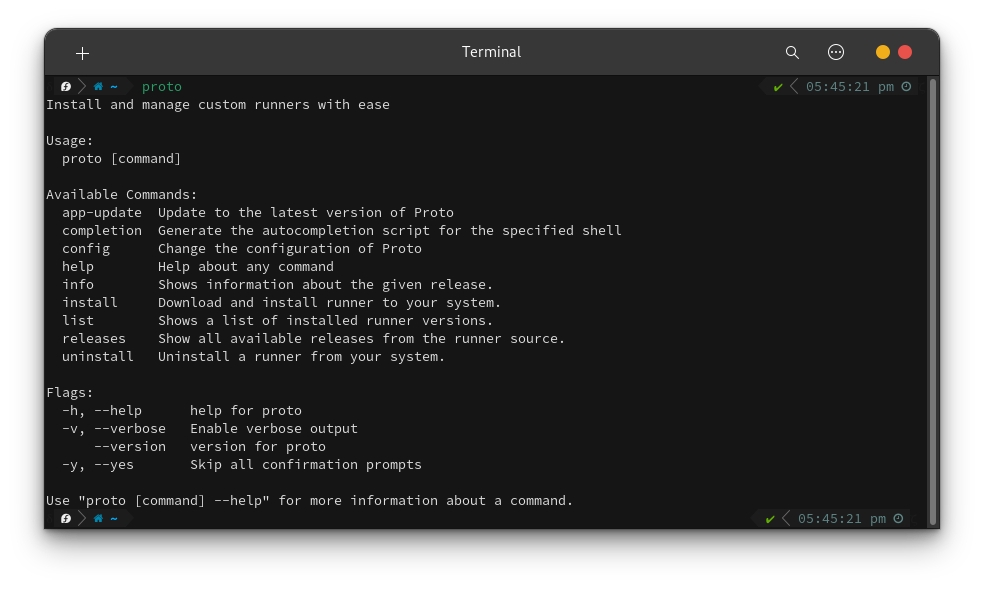 Terminal
~ proto ✔ 05:45:21 pm
Install and manage custom runners with ease
Usage:
proto [command]
Available Commands:
app-update Update to the latest version of Proto
completion Generate the autocompletion script for the specified shell
config Change the configuration of Proto
help Help about any command
info Shows information about the given release.
install Download and install runner to your system.
list Shows a list of installed runner versions.
releases Show all available releases from the runner source.
uninstall Uninstall a runner from your system.
Flags:
-h, --help help for proto
-v, --verbose Enable verbose output
--version version for proto
-y, --yes Skip all confirmation prompts
Use "proto [command] --help" for more information about a command.
~ ✔ 05:45:21 pm